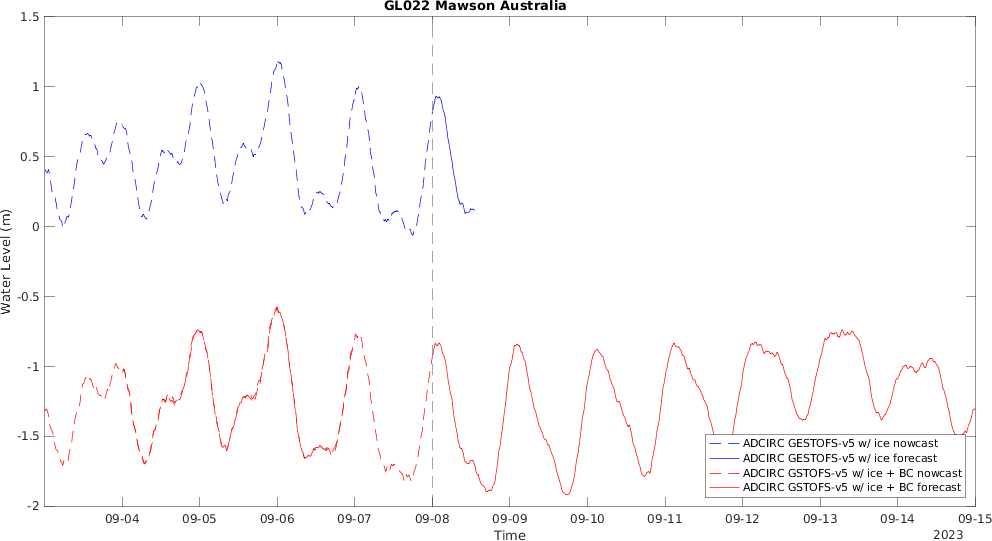 GL022 Mawson Australia
1.5
1
0.5
0
-0.5
-1
-1.5
-2
Water Level (m)
ADCIRC GESTOFS-v5 w/ ice nowcast
ADCIRC GESTOFS-v5 w/ ice forecast
ADCIRC GSTOFS-v5 w/ ice + BC nowcast
ADCIRC GSTOFS-v5 w/ ice + BC forecast
09-04 09-05 09-06 09-07 09-08 09-09 09-10 09-11 09-12 09-13 09-14 09-15
Time
2023